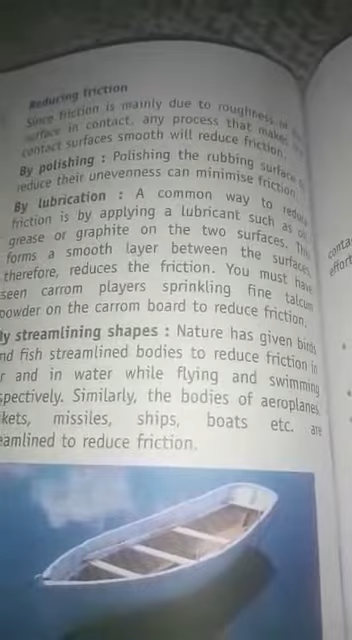 Reducing friction
Since friction is mainly due to roughness of
surface in contact, any process that makes
contact surfaces smooth will reduce friction.
By polishing : Polishing the rubbing surface
reduce their unevenness can minimise friction
By lubrication : A common way to reduce
friction is by applying a lubricant such as
grease or graphite on the two surfaces. This
forms a smooth layer between the surfaces,
therefore, reduces the friction. You must have
seen carrom players sprinkling fine talcum
powder on the carrom board to reduce friction.
By streamlining shapes : Nature has given birds
nd fish streamlined bodies to reduce friction in
r and in water while flying and swimming
spectively. Similarly, the bodies of aeroplanes,
kets, missiles, ships, boats etc. are
eamlined to reduce friction.
conta
effort